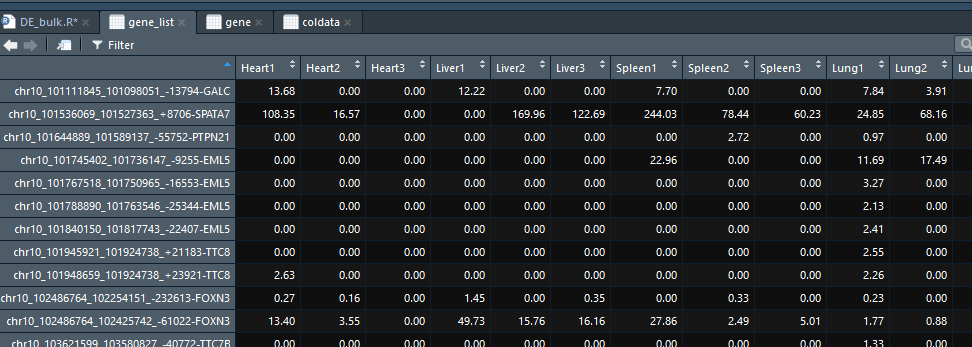 DE_bulk.R* gene_list gene coldata
Filter
Heart1 Heart2 Heart3 Liver1 Liver2 Liver3 Spleen1 Spleen2 Spleen3 Lung1 Lung2
chr10_101111845_101098051_-13794-GALC 13.68 0.00 0.00 12.22 0.00 0.00 7.70 0.00 0.00 7.84 3.91
chr10_101536069_101527363_+8706-SPATA7 108.35 16.57 0.00 0.00 169.96 122.69 244.03 78.44 60.23 24.85 68.16
chr10_101644889_101589137_-55752-PTPN21 0.00 0.00 0.00 0.00 0.00 0.00 0.00 2.72 0.00 0.97 0.00
chr10_101745402_101736147_-9255-EML5 0.00 0.00 0.00 0.00 0.00 0.00 22.96 0.00 0.00 11.69 17.49
chr10_101767518_101750965_-16553-EML5 0.00 0.00 0.00 0.00 0.00 0.00 0.00 0.00 0.00 3.27 0.00
chr10_101788890_101763546_-25344-EML5 0.00 0.00 0.00 0.00 0.00 0.00 0.00 0.00 0.00 2.13 0.00
chr10_101840150_101817743_-22407-EML5 0.00 0.00 0.00 0.00 0.00 0.00 0.00 0.00 0.00 2.41 0.00
chr10_101945921_101924738_+21183-TTC8 0.00 0.00 0.00 0.00 0.00 0.00 0.00 0.00 0.00 2.55 0.00
chr10_101948659_101924738_+23921-TTC8 2.63 0.00 0.00 0.00 0.00 0.00 0.00 0.00 0.00 2.26 0.00
chr10_102486764_102254151_-232613-FOXN3 0.27 0.16 0.00 1.45 0.00 0.35 0.00 0.33 0.00 0.23 0.00
chr10_102486764_102425742_-61022-FOXN3 13.40 3.55 0.00 49.73 15.76 16.16 27.86 2.49 5.01 1.77 0.88
chr10_103621599_103580827_-40772-TTC7B 0.00 0.00 0.00 0.00 0.00 0.00 0.00 0.00 0.00 1.33 0.00